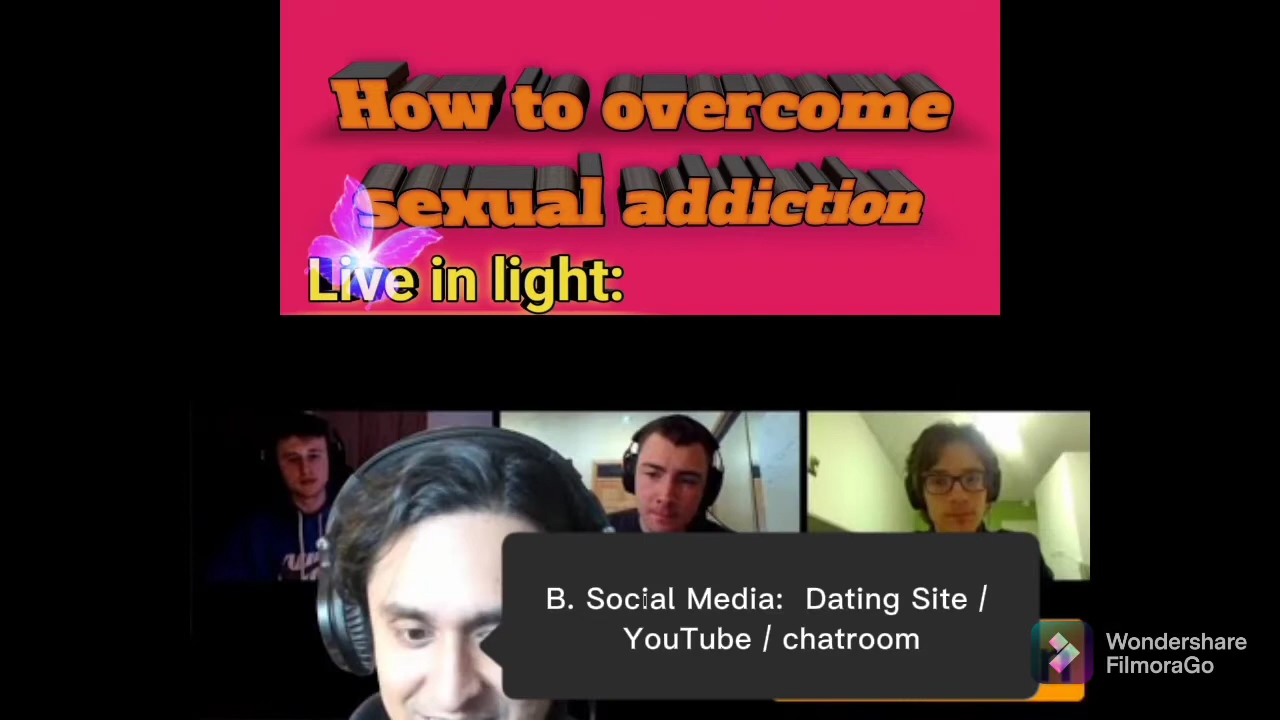 How to overcome
sexual addiction
Live in light:
B. Social Media:  Dating Site /
YouTube / chatroom
Wondershare
FilmoraGo